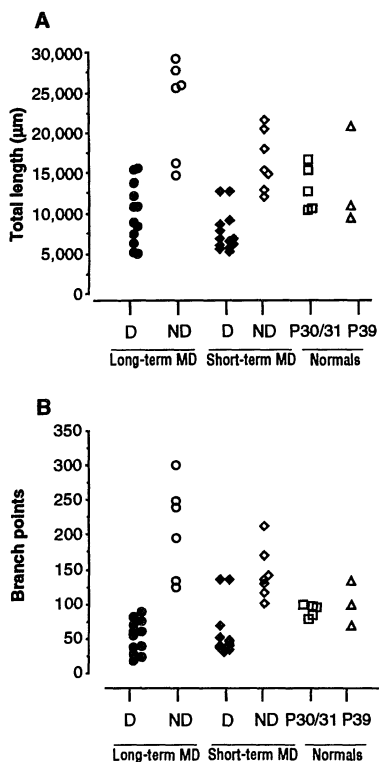 A
Total length (µm)
30,000
25,000
20,000
15,000
10,000
5,000
0
D ND D ND P30/31 P39
Long-term MD Short-term MD Normals
B
Branch points
350
300
250
200
150
100
50
0
D ND D ND P30/31 P39
Long-term MD Short-term MD Normals